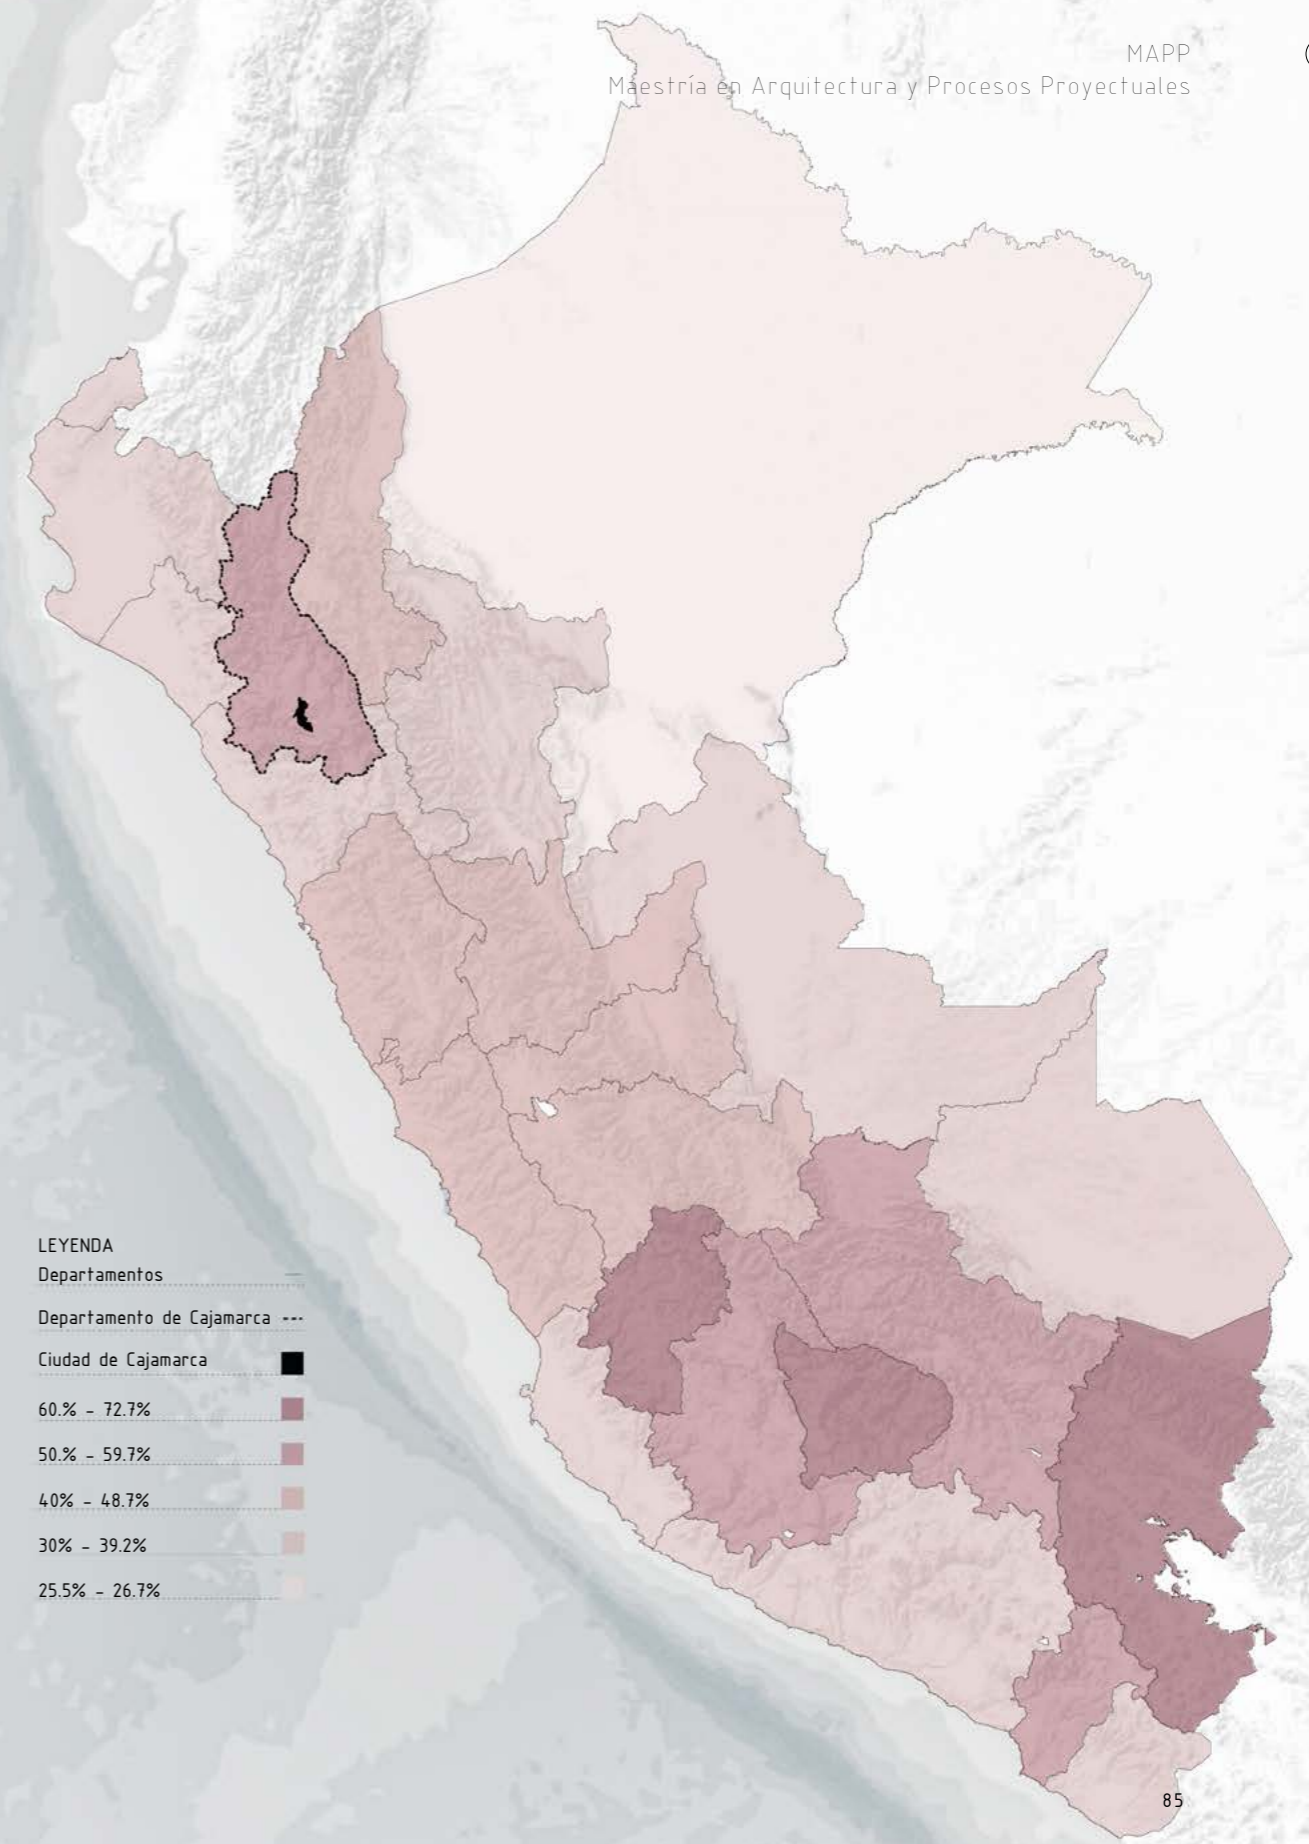 MAPP
Maestría en Arquitectura y Procesos Proyectuales
LEYENDA
Departamentos
Departamento de Cajamarca
Ciudad de Cajamarca
60.% - 72.7%
50.% - 59.7%
40% - 48.7%
30% - 39.2%
25.5% - 26.7%
85